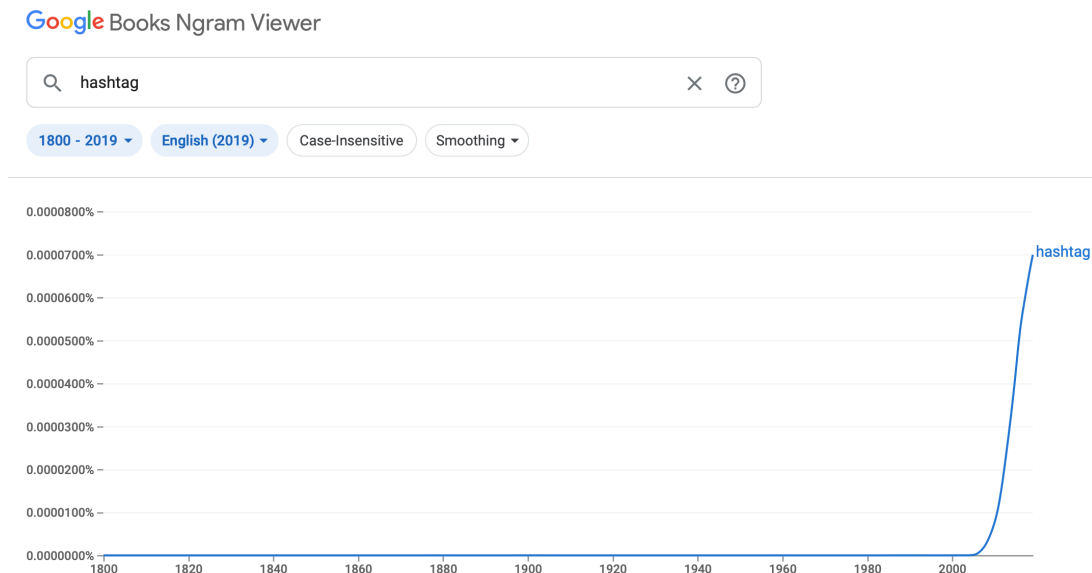 Google Books Ngram Viewer
hashtag
1800 - 2019 English (2019) Case-Insensitive Smoothing
0.0000800%
0.0000700%
hashtag
0.0000600%
0.0000500%
0.0000400%
0.0000300%
0.0000200%
0.0000100%
0.0000000%
1800 1820 1840 1860 1880 1900 1920 1940 1960 1980 2000